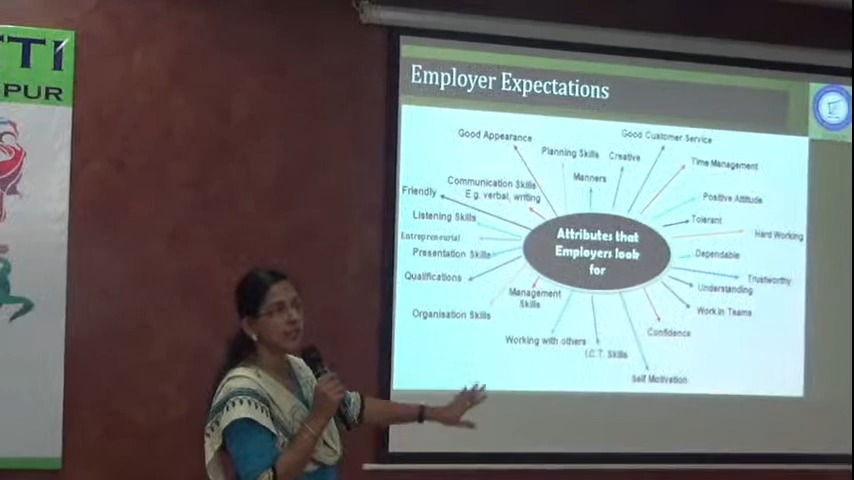 TI
PUR
Employer Expectations
Good Appearance
Good Customer Service
Planning Skills
Creative
Time Management
Manners
Communication Skills
E.g. verbal, writing
Friendly
Positive Attitude
Listening Skills
Tolerant
Entrepreneurial
Hard Working
Attributes that
Employers look
for
Presentation Skills
Dependable
Qualifications
Trustworthy
Understanding
Management
Skills
Organisation Skills
Work in Teams
Confidence
Working with others
I.C.T. Skills
Self Motivation